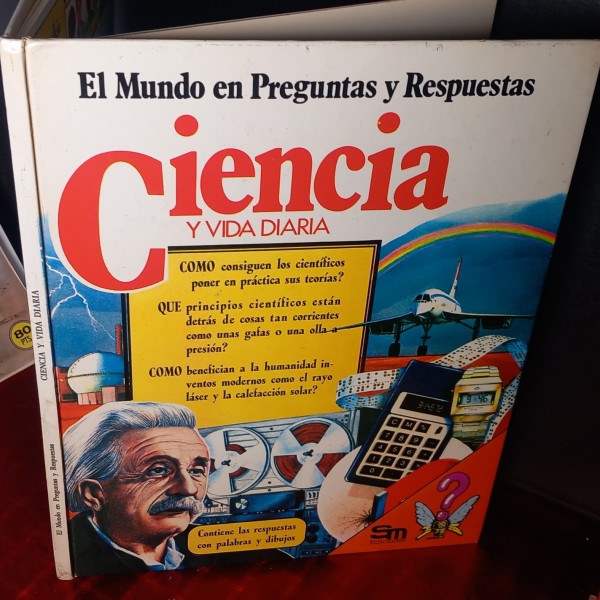 El Mundo en Preguntas y Respuestas
Ciencia
Y VIDA DIARIA
COMO consiguen los científicos
poner en práctica sus teorías?
QUE principios científicos están
detrás de cosas tan corrientes
como unas gafas o una olla a
presión?
COMO benefician a la humanidad in-
ventos modernos como el rayo
láser y la calefacción solar?
Contiene las respuestas
con palabras y dibujos
sm
?
El Mundo en Preguntas y Respuestas
CIENCIA Y VIDA DIARIA
80
PTS